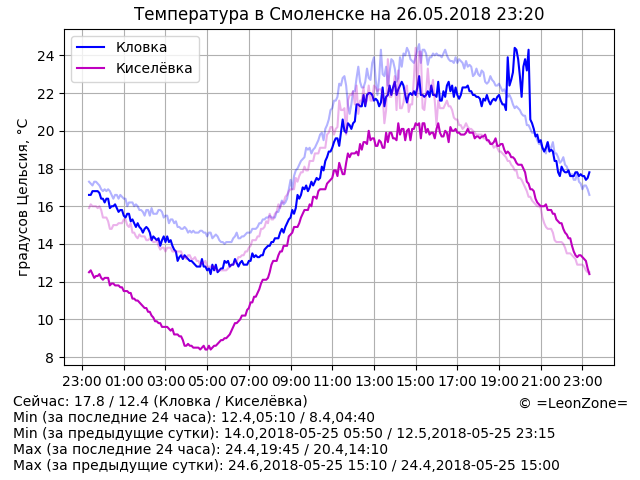 Температура в Смоленске на 26.05.2018 23:20
Кловка
Киселёвка
градусов Цельсия, °C
24
22
20
18
16
14
12
10
8
23:00 01:00 03:00 05:00 07:00 09:00 11:00 13:00 15:00 17:00 19:00 21:00 23:00
Сейчас: 17.8 / 12.4 (Кловка / Киселёвка)
© =LeonZone=
Min (за последние 24 часа): 12.4,05:10 / 8.4,04:40
Min (за предыдущие сутки): 14.0,2018-05-25 05:50 / 12.5,2018-05-25 23:15
Max (за последние 24 часа): 24.4,19:45 / 20.4,14:10
Max (за предыдущие сутки): 24.6,2018-05-25 15:10 / 24.4,2018-05-25 15:00